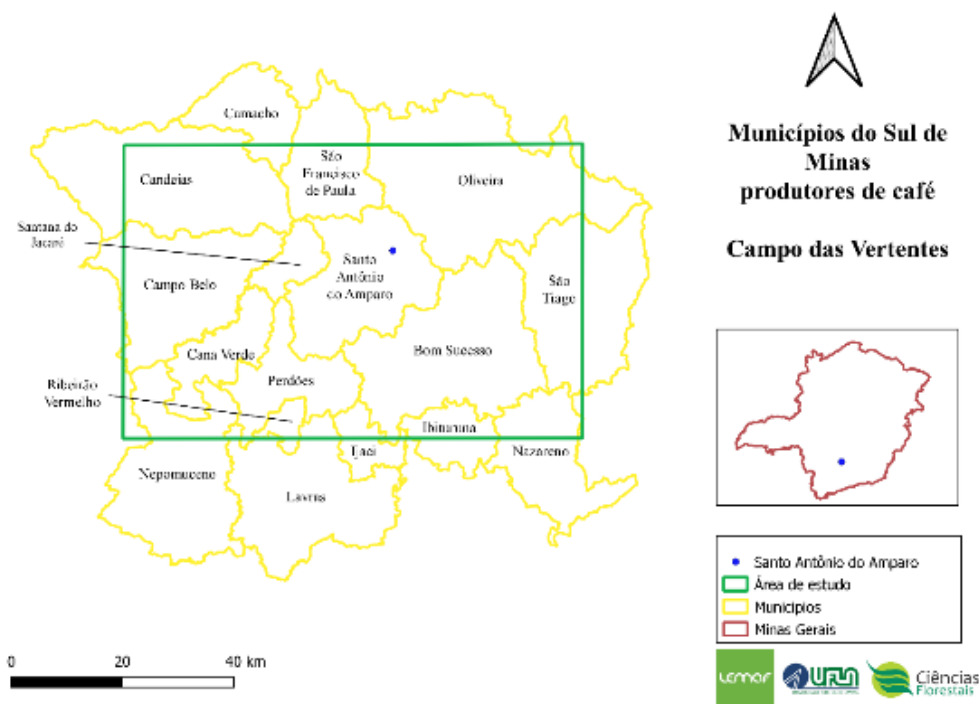 Camacho
São
Francisco
de Paula
Candeias
Oliveira
Santana do
Jacaré
Santo
Antônio
do Amparo
Campo Belo
São
Tiago
Cana Verde
Bom Sucesso
Perdões
Ribeirão
Vermelho
Ibituruna
Ijaci
Nazareno
Nepomuceno
Lavras
0 20 40 km
Municípios do Sul de
Minas
produtores de café
Campo das Vertentes
Santo Antônio do Amparo
Área de estudo
Municípios
Minas Gerais
Lemaf
UFLA
Ciências
Florestais